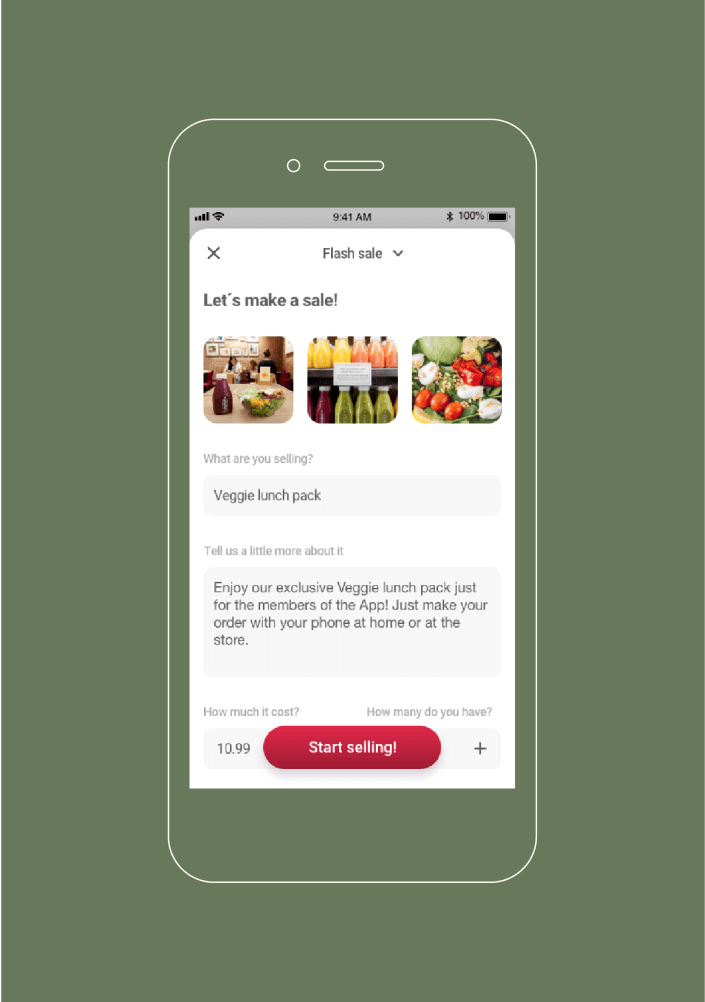 9:41 AM
100%
Flash sale
Let´s make a sale!
What are you selling?
Veggie lunch pack
Tell us a little more about it
Enjoy our exclusive Veggie lunch pack just
for the members of the App! Just make your
order with your phone at home or at the
store.
How much it cost?
How many do you have?
10.99
Start selling!
+